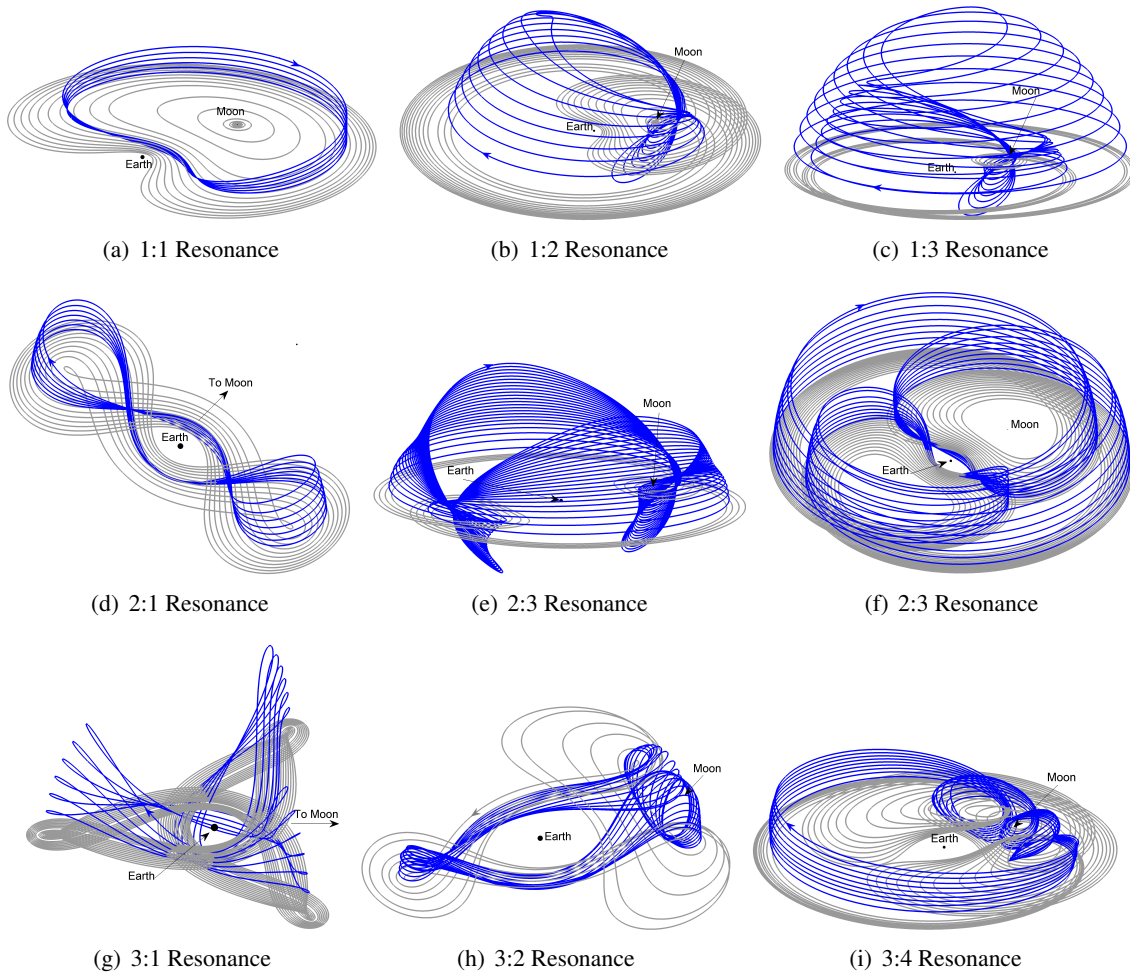 Moon
Earth
(a) 1:1 Resonance
Moon
Earth
(b) 1:2 Resonance
Moon
Earth
(c) 1:3 Resonance
To Moon
Earth
(d) 2:1 Resonance
Moon
Earth
(e) 2:3 Resonance
Moon
Earth
(f) 2:3 Resonance
To Moon
Earth
(g) 3:1 Resonance
Moon
Earth
(h) 3:2 Resonance
Moon
Earth
(i) 3:4 Resonance